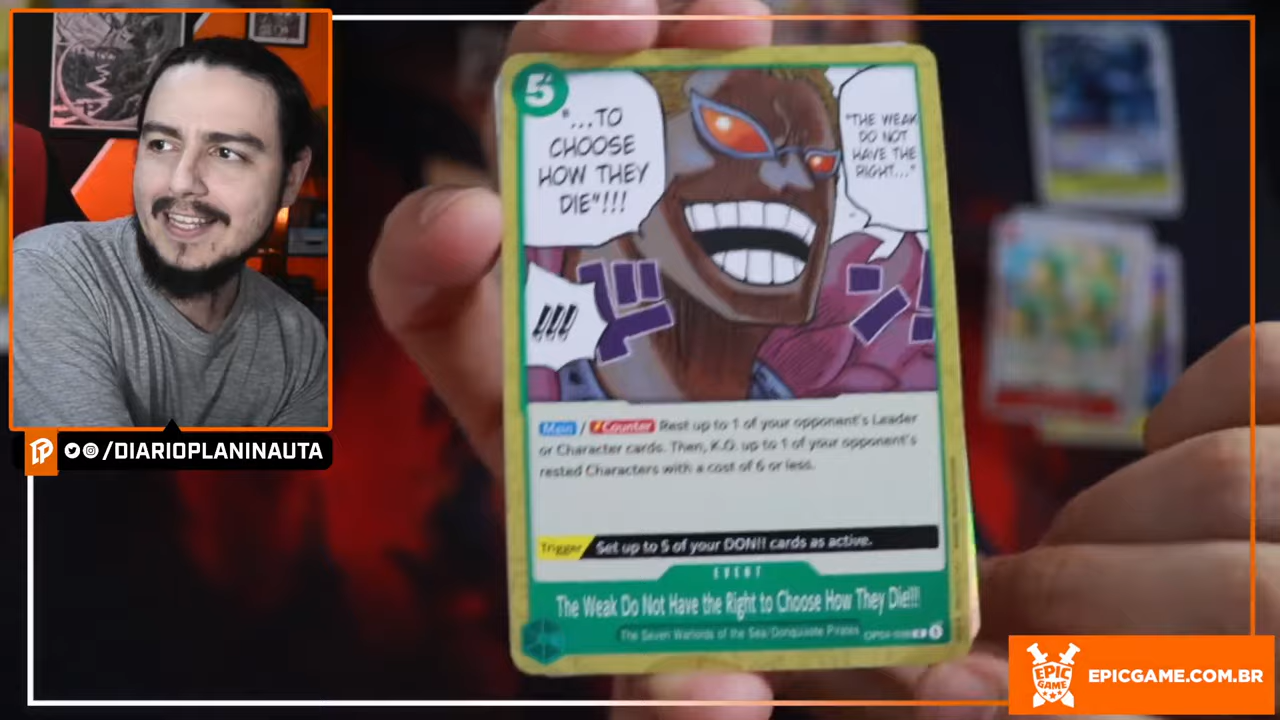 5
"...TO
CHOOSE
HOW THEY
DIE"!!!
"THE WEAK
DO NOT
HAVE THE
RIGHT..."
!!!
ド
ン!
Main / Counter Rest up to 1 of your opponent's Leader
or Character cards. Then, K.O. up to 1 of your opponent's
rested Characters with a cost of 6 or less.
Trigger Set up to 5 of your DON!! cards as active.
EVENT
The Weak Do Not Have the Right to Choose How They Die!!!
The Seven Warlords of the Sea/Donquixote Pirates
/DIARIOPLANINAUTA
EPIC
GAME
EPICGAME.COM.BR